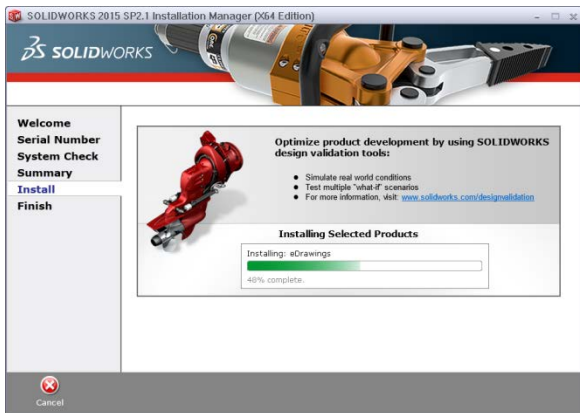 SOLIDWORKS 2015 SP2.1 Installation Manager (X64 Edition)
SOLIDWORKS
Welcome
Serial Number
System Check
Summary
Install
Finish
Optimize product development by using SOLIDWORKS
design validation tools:
Simulate real world conditions
Test multiple "what-if" scenarios
For more information, visit: www.solidworks.com/designvalidation
Installing Selected Products
Installing: eDrawings
48% complete.
Cancel